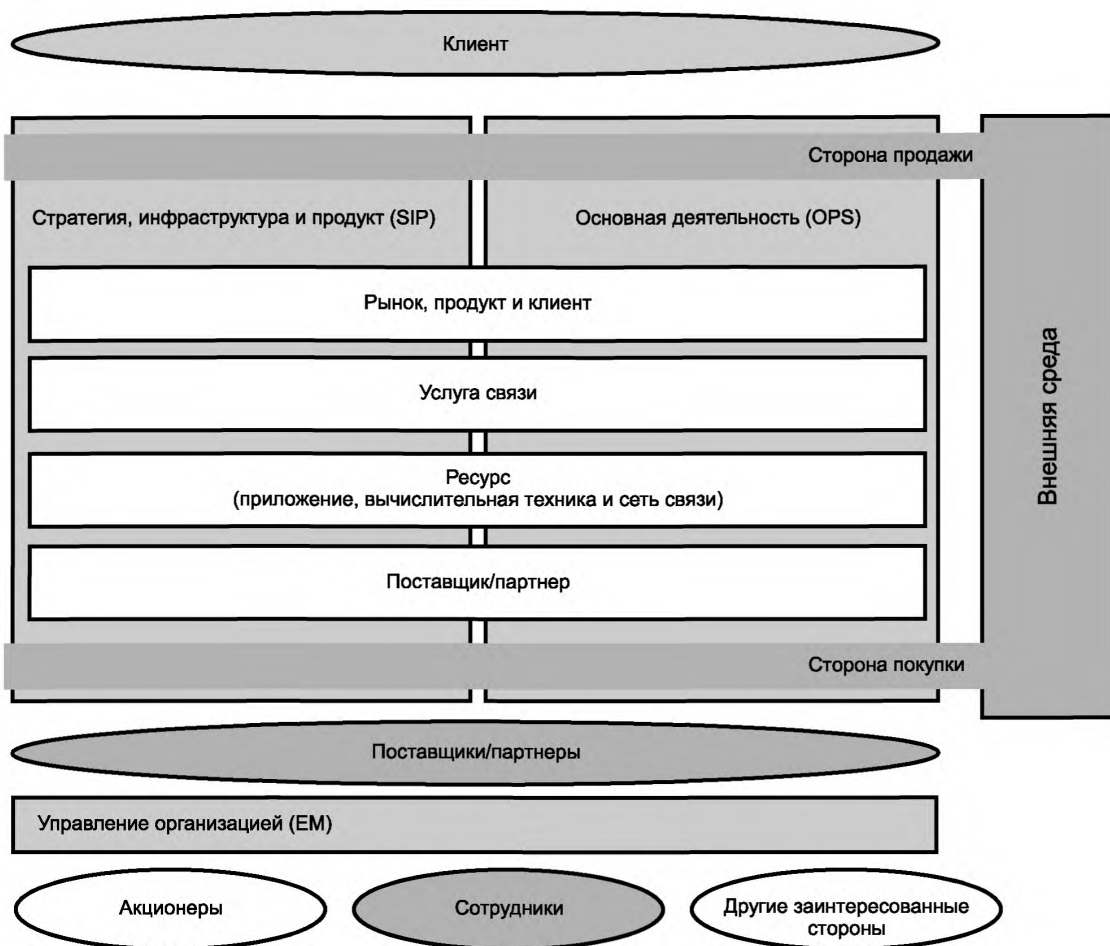 Клиент
Сторона продажи
Стратегия, инфраструктура и продукт (SIP)
Основная деятельность (OPS)
Рынок, продукт и клиент
Услуга связи
Ресурс
(приложение, вычислительная техника и сеть связи)
Поставщик/партнер
Сторона покупки
Внешняя среда
Поставщики/партнеры
Управление организацией (EM)
Акционеры
Сотрудники
Другие заинтересованные
стороны